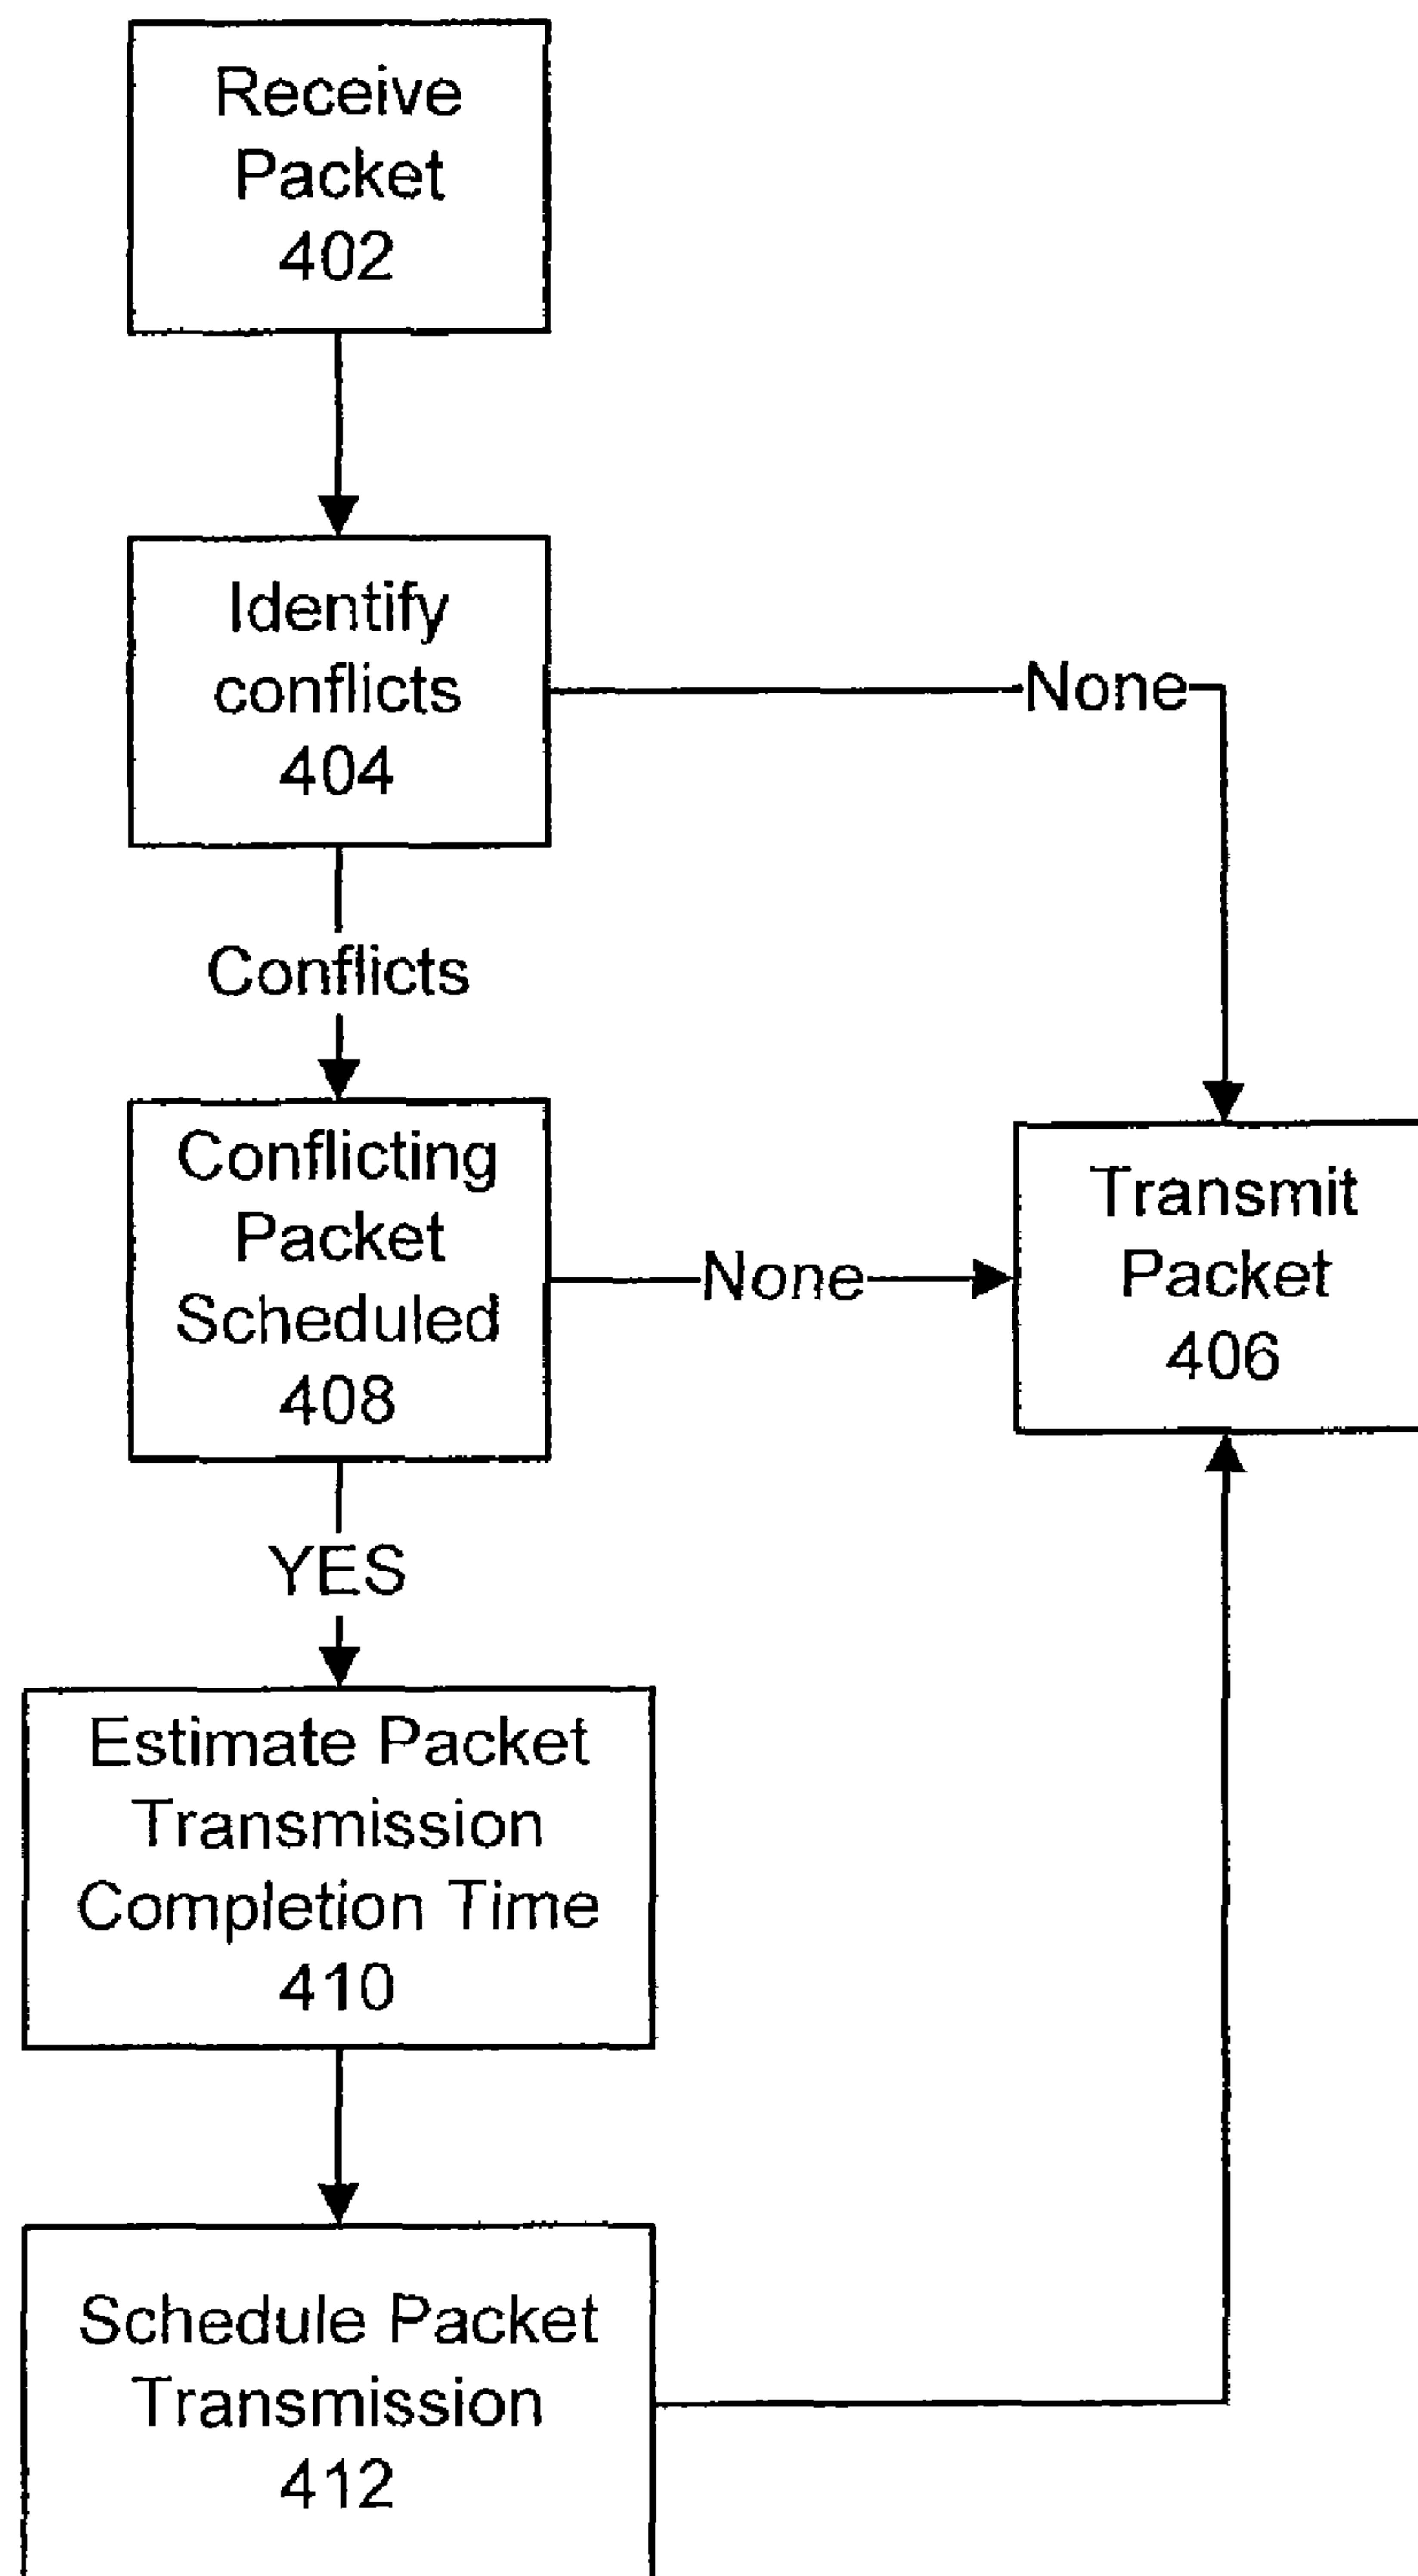 Receive
Packet
402
Identify
conflicts
404
None
Conflicts
Conflicting
Packet
Scheduled
408
None
Transmit
Packet
406
YES
Estimate Packet
Transmission
Completion Time
410
Schedule Packet
Transmission
412